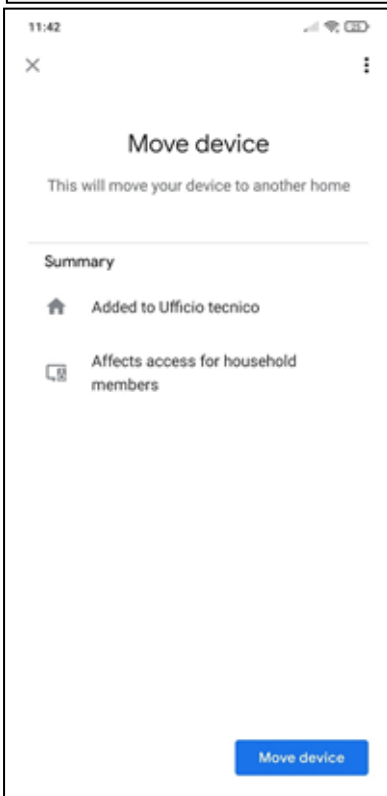 11:42
Move device
This will move your device to another home
Summary
Added to Ufficio tecnico
Affects access for household
members
Move device